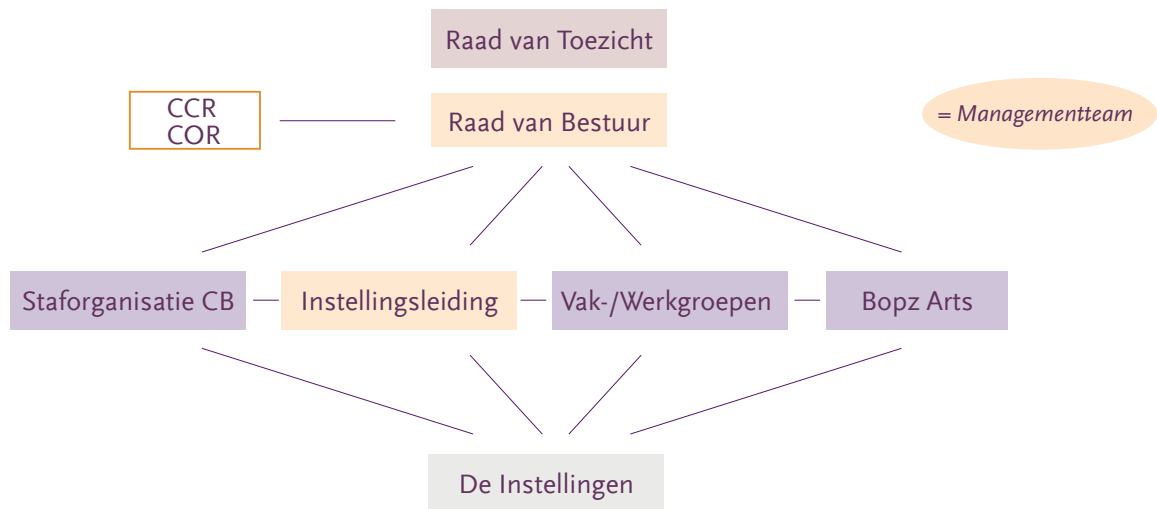 Raad van Toezicht
CCR
COR
Raad van Bestuur
= Managementteam
Staforganisatie CB
Instellingsleiding
Vak-/Werkgroepen
Bopz Arts
De Instellingen